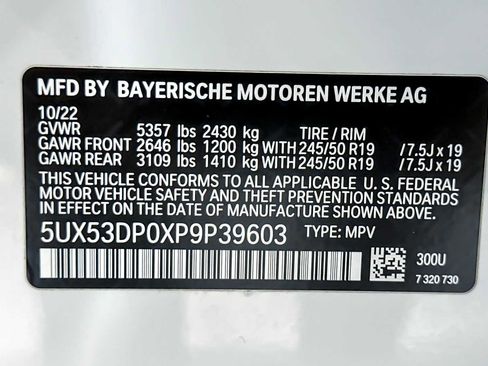 MFD BY BAYERISCHE MOTOREN WERKE AG
10/22
GVWR 5357 lbs 2430 kg TIRE / RIM
GAWR FRONT 2646 lbs 1200 kg WITH 245/50 R19 / 7.5J x 19
GAWR REAR 3109 lbs 1410 kg WITH 245/50 R19 / 7.5J x 19
THIS VEHICLE CONFORMS TO ALL APPLICABLE U. S. FEDERAL
MOTOR VEHICLE SAFETY AND THEFT PREVENTION STANDARDS
IN EFFECT ON THE DATE OF MANUFACTURE SHOWN ABOVE.
5UX53DP0XP9P39603 TYPE: MPV
300U
7 320 730